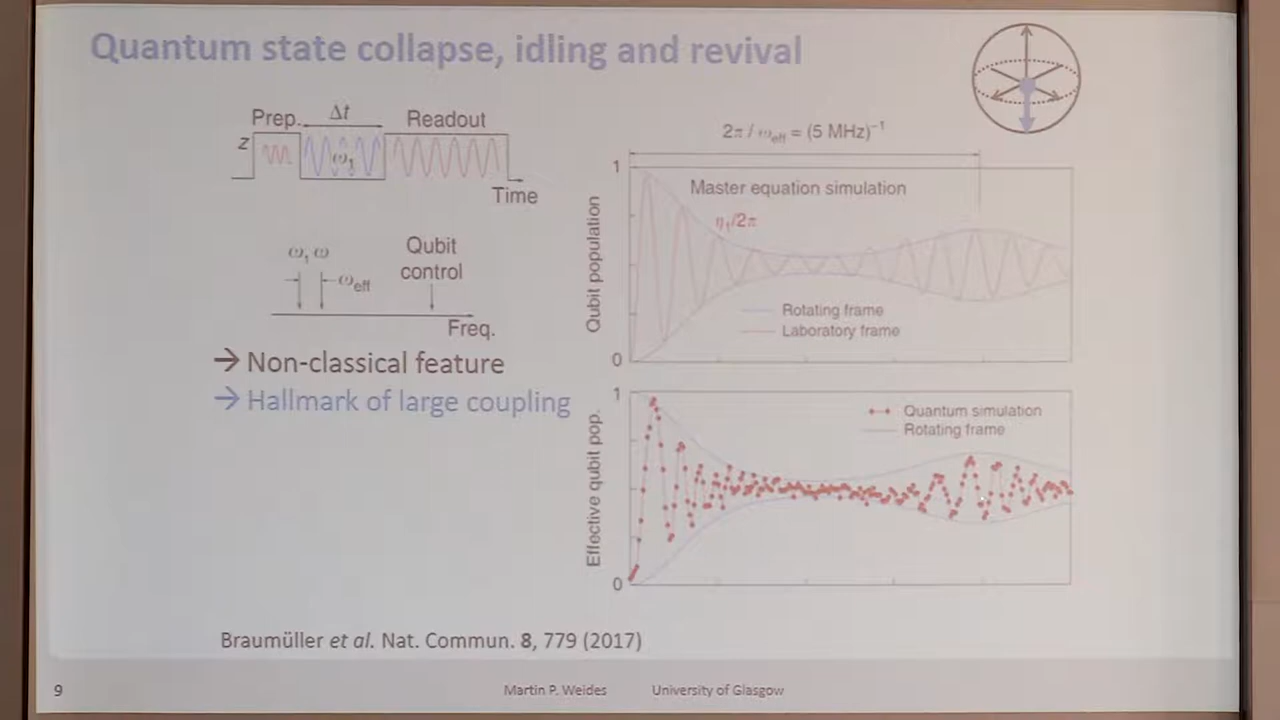 Quantum state collapse, idling and revival
Prep. Δt Readout
z
ω₁
Time
ω, ω
ω_eff
Qubit
control
Freq.
→ Non-classical feature
→ Hallmark of large coupling
2π / ω_eff = (5 MHz)⁻¹
1
Master equation simulation
/2π
Qubit population
Rotating frame
Laboratory frame
0
1
Quantum simulation
Rotating frame
Effective qubit pop.
0
Braumüller et al. Nat. Commun. 8, 779 (2017)
9 Martin P. Weides University of Glasgow